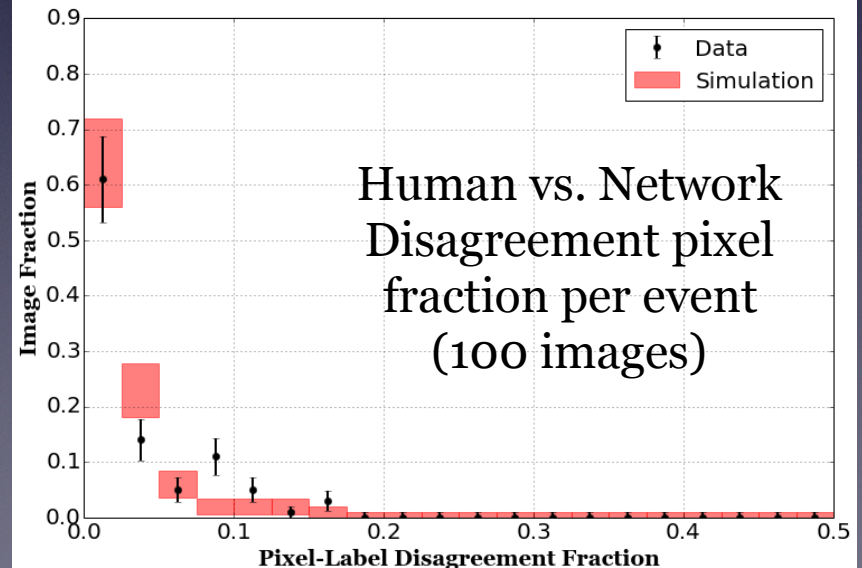 0.9
0.8
0.7
0.6
0.5
0.4
0.3
0.2
0.1
0.0
Image Fraction
Data
Simulation
Human vs. Network
Disagreement pixel
fraction per event
(100 images)
0.0 0.1 0.2 0.3 0.4 0.5
Pixel-Label Disagreement Fraction